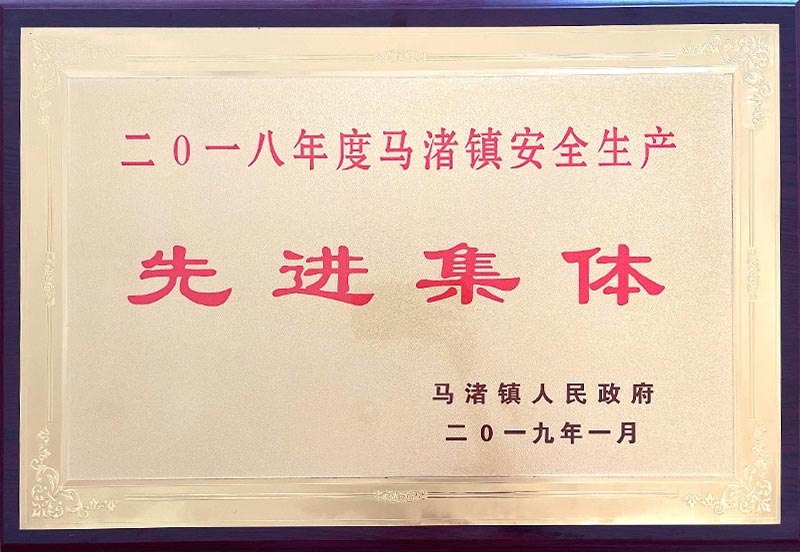 二0一八年度马渚镇安全生产
先进集体
马渚镇人民政府
二0一九年一月